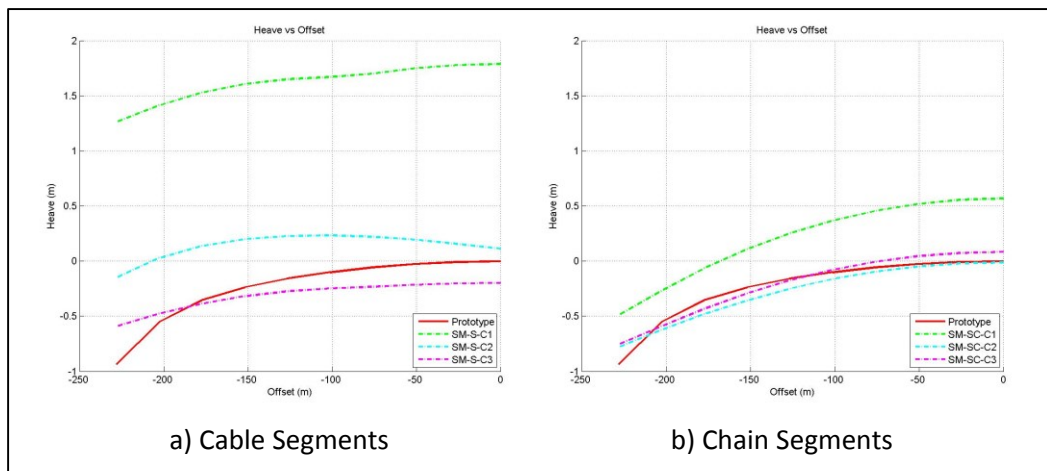 Heave vs Offset
2
1.5
1
0.5
0
-0.5
-1
Heave (m)
-250
-200
-150
-100
-50
0
Offset (m)
Prototype
SM-S-C1
SM-S-C2
SM-S-C3
a) Cable Segments
Heave vs Offset
2
1.5
1
0.5
0
-0.5
-1
Heave (m)
-250
-200
-150
-100
-50
0
Offset (m)
Prototype
SM-SC-C1
SM-SC-C2
SM-SC-C3
b) Chain Segments